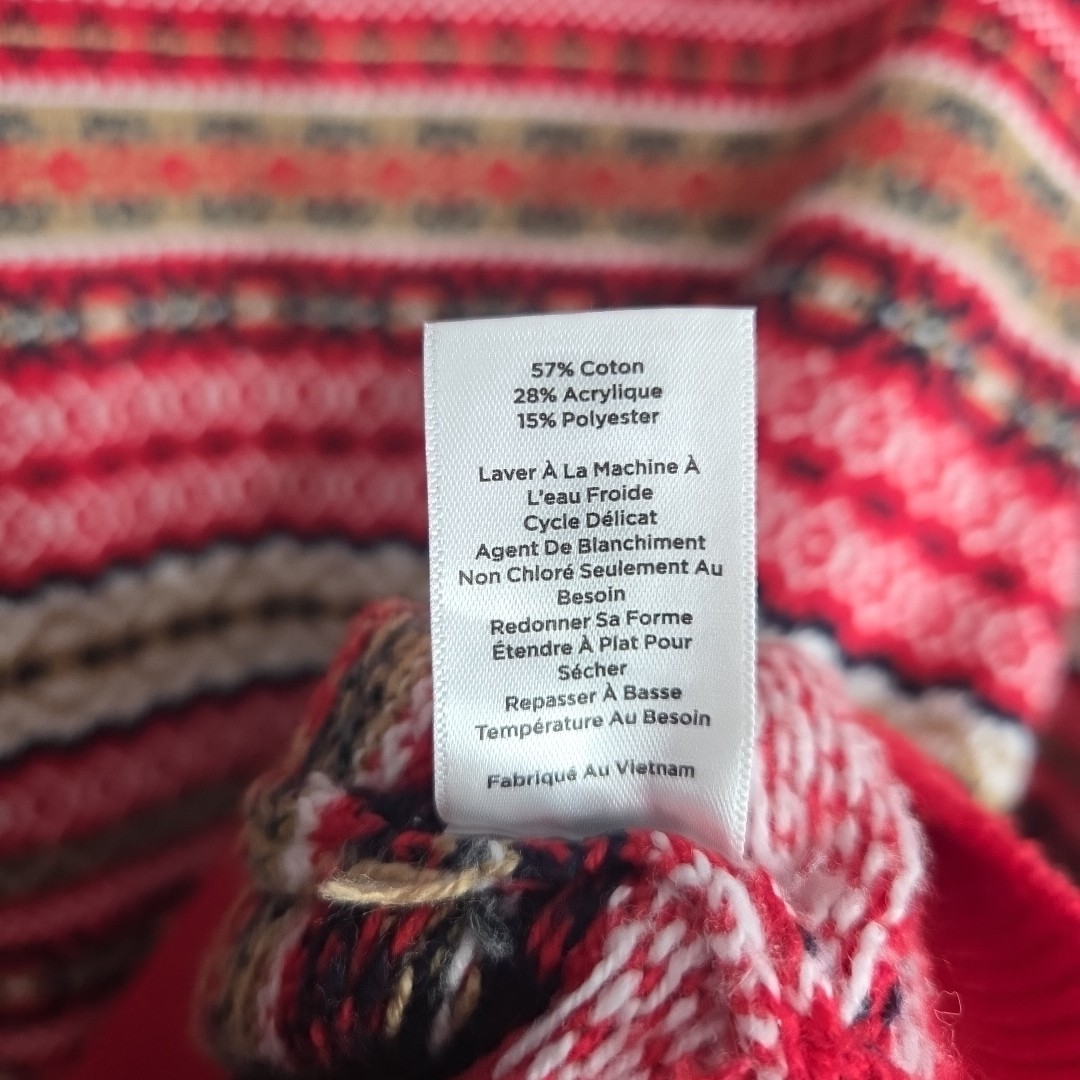 57% Coton
28% Acrylique
15% Polyester
Laver À La Machine À
L'eau Froide
Cycle Délicat
Agent De Blanchiment
Non Chloré Seulement Au
Besoin
Redonner Sa Forme
Étendre À Plat Pour
Sécher
Repasser À Basse
Température Au Besoin
Fabriqué Au Vietnam